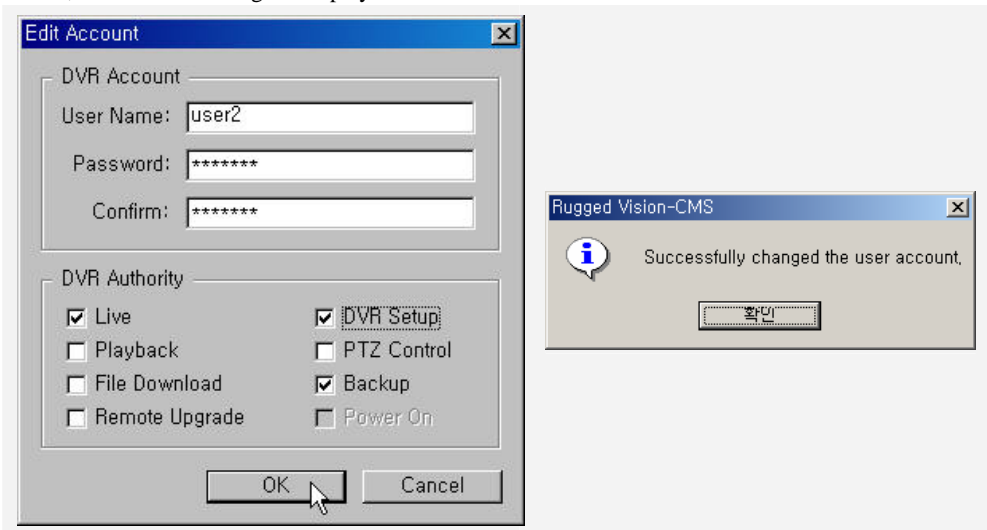 Edit Account
DVR Account
User Name: user2
Password: *******
Confirm: *******
DVR Authority
Live
DVR Setup
Playback
PTZ Control
File Download
Backup
Remote Upgrade
Power On
OK
Cancel
Rugged Vision-CMS
Successfully changed the user account.
확인